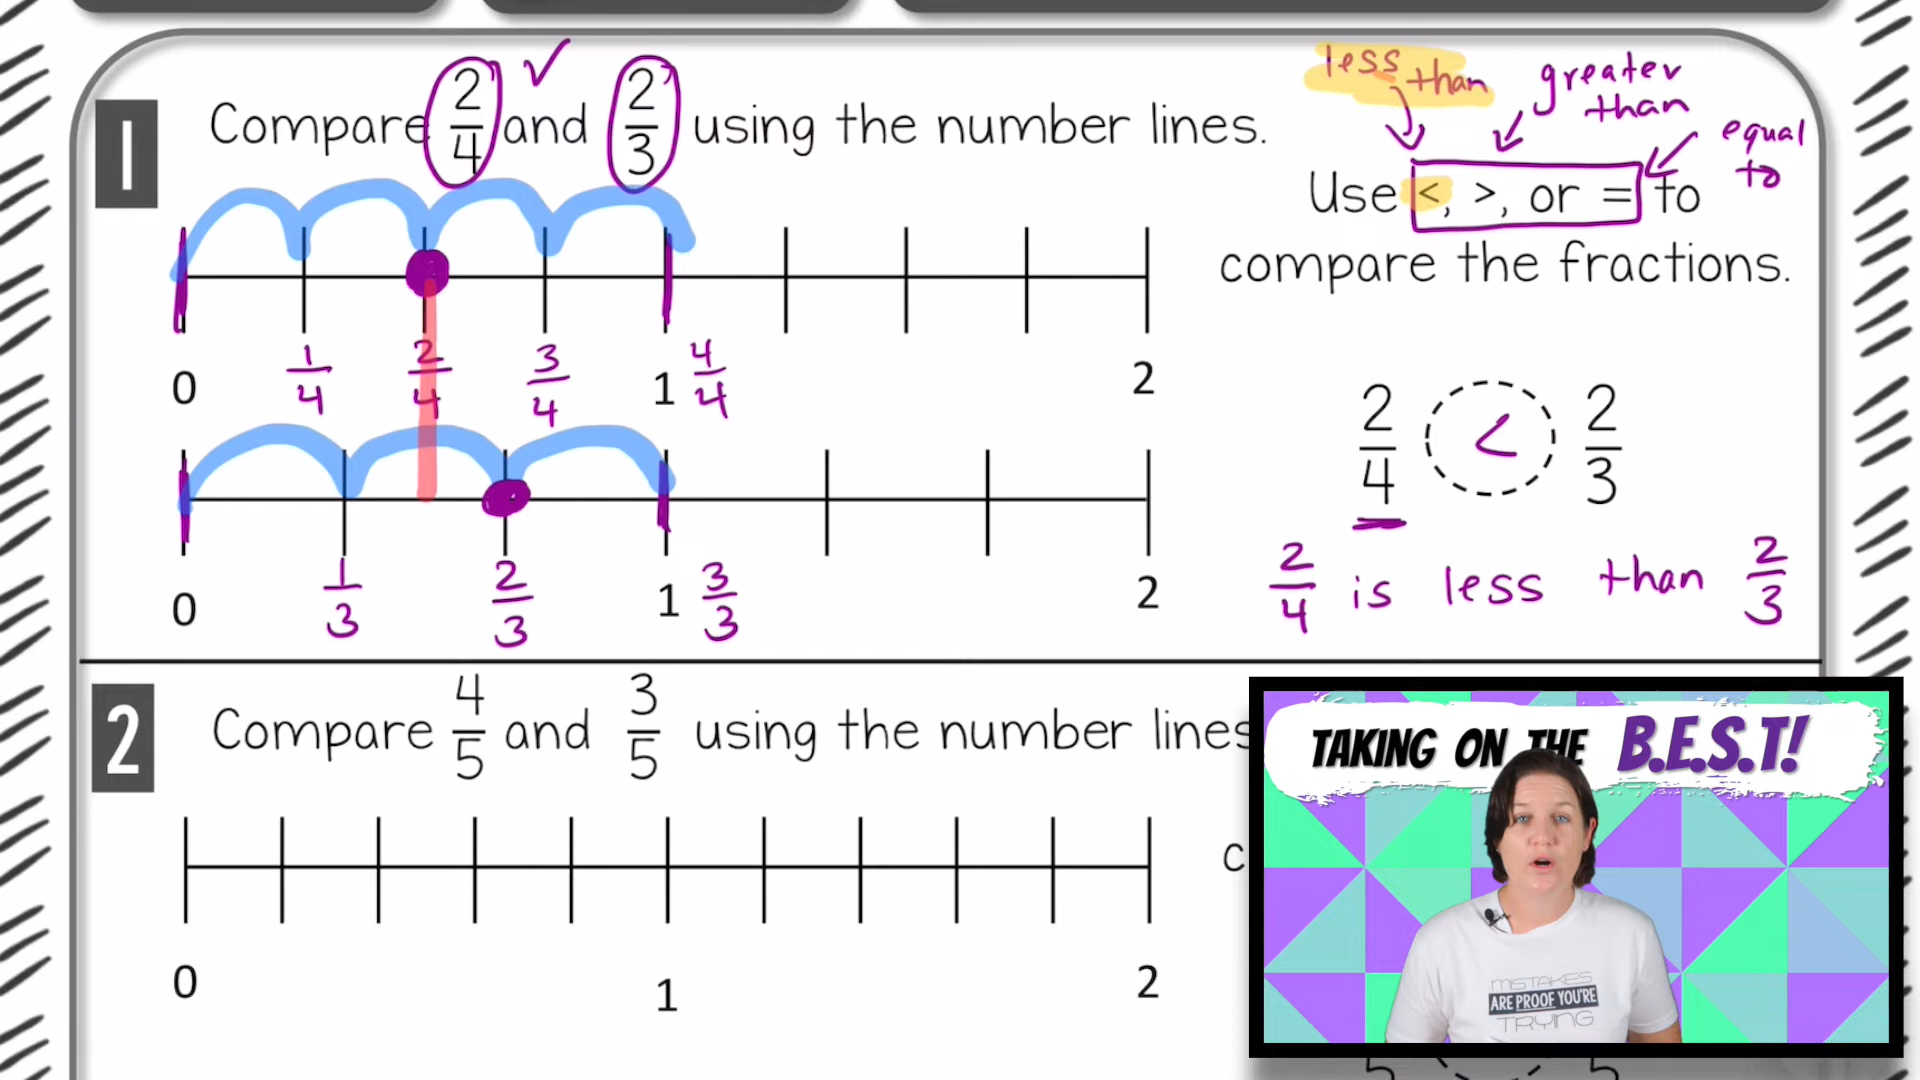 less than
greater than
equal to
1
Compare 2/4 and 2/3 using the number lines.
Use <, >, or = to
compare the fractions.
0 1/4 2/4 3/4 1 4/4 2
2/4 < 2/3
0 1/3 2/3 1 3/3 2
2/4 is less than 2/3
2
Compare 4/5 and 3/5 using the number lines
0 1 2
c
TAKING ON THE B.E.S.T!
MISTAKES
ARE PROOF YOU'RE
TRYING